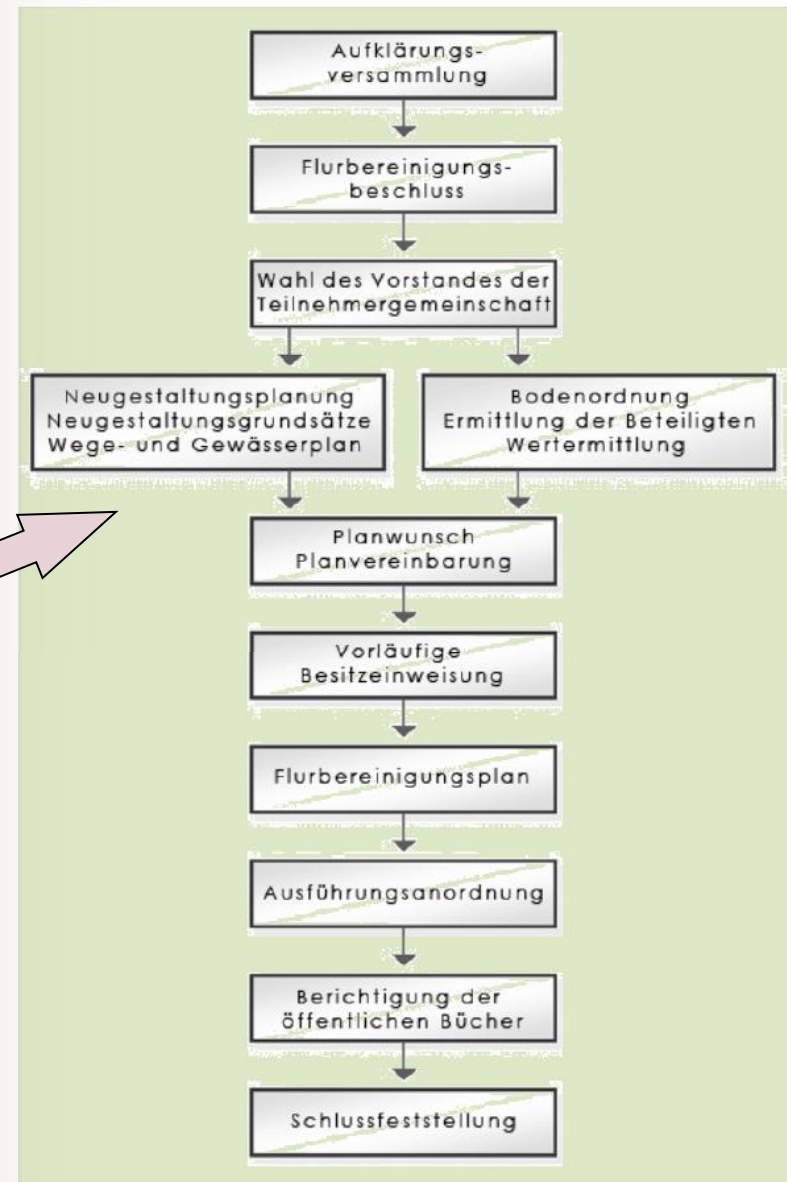 Aufklärungs-
versammlung
Flurbereinigungs-
beschluss
Wahl des Vorstandes der
Teilnehmergemeinschaft
Neugestaltungsplanung
Neugestaltungsgrundsätze
Wege- und Gewässerplan
Bodenordnung
Ermittlung der Beteiligten
Wertermittlung
Planwunsch
Planvereinbarung
Vorläufige
Besitzeinweisung
Flurbereinigungsplan
Ausführungsanordnung
Berichtigung der
öffentlichen Bücher
Schlussfeststellung